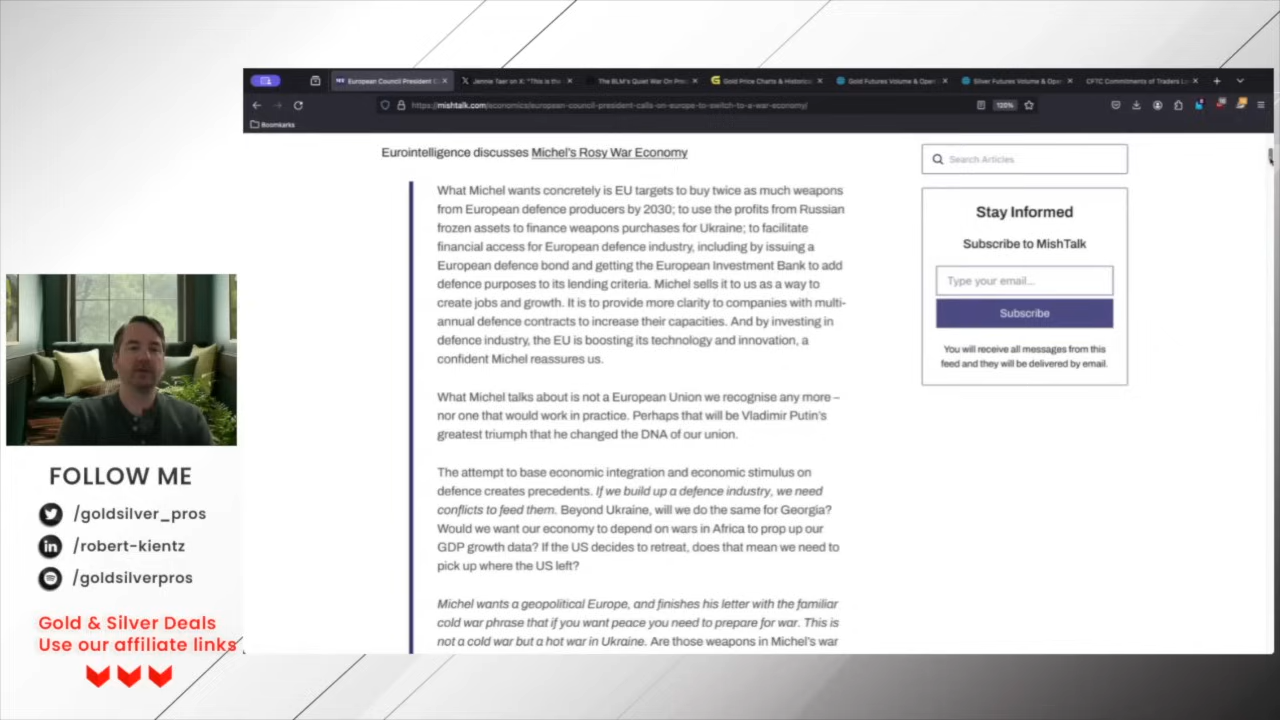 European Council President C
Jennie Taer on X: "This is the
The BLM's Quiet War On Pro
Gold Price Charts & Historic
Gold Futures Volume & Open
Silver Futures Volume & Ope
CFTC Commitments of Traders L
https://mishtalk.com/economics/european-council-president-calls-on-europe-to-switch-to-a-war-economy/
120%
Boomkarks
Eurointelligence discusses Michel's Rosy War Economy
What Michel wants concretely is EU targets to buy twice as much weapons
from European defence producers by 2030; to use the profits from Russian
frozen assets to finance weapons purchases for Ukraine; to facilitate
financial access for European defence industry, including by issuing a
European defence bond and getting the European Investment Bank to add
defence purposes to its lending criteria. Michel sells it to us as a way to
create jobs and growth. It is to provide more clarity to companies with multi-
annual defence contracts to increase their capacities. And by investing in
defence industry, the EU is boosting its technology and innovation, a
confident Michel reassures us.
What Michel talks about is not a European Union we recognise any more –
nor one that would work in practice. Perhaps that will be Vladimir Putin's
greatest triumph that he changed the DNA of our union.
The attempt to base economic integration and economic stimulus on
defence creates precedents. If we build up a defence industry, we need
conflicts to feed them. Beyond Ukraine, will we do the same for Georgia?
Would we want our economy to depend on wars in Africa to prop up our
GDP growth data? If the US decides to retreat, does that mean we need to
pick up where the US left?
Michel wants a geopolitical Europe, and finishes his letter with the familiar
cold war phrase that if you want peace you need to prepare for war. This is
not a cold war but a hot war in Ukraine. Are those weapons in Michel's war
Search Articles
Stay Informed
Subscribe to MishTalk
Type your email...
Subscribe
You will receive all messages from this
feed and they will be delivered by email.
FOLLOW ME
/goldsilver_pros
/robert-kientz
/goldsilverpros
Gold & Silver Deals
Use our affiliate links